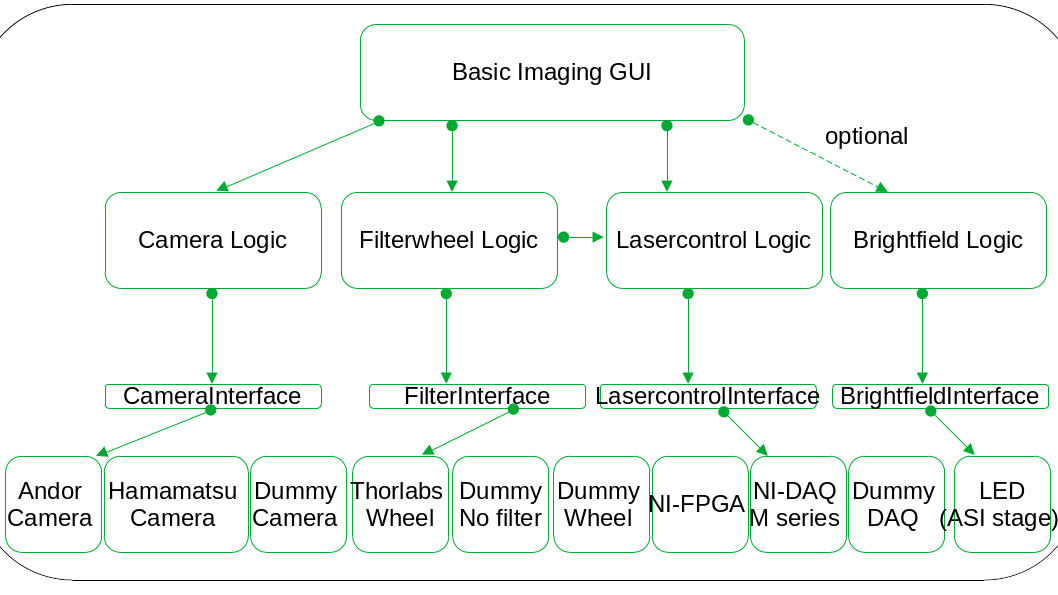 Basic Imaging GUI
optional
Camera Logic
Filterwheel Logic
Lasercontrol Logic
Brightfield Logic
CameraInterface
FilterInterface
LasercontrolInterface
BrightfieldInterface
Andor
Camera
Hamamatsu
Camera
Dummy
Camera
Thorlabs
Wheel
Dummy
No filter
Dummy
Wheel
NI-FPGA
NI-DAQ
M series
Dummy
DAQ
LED
(ASI stage)